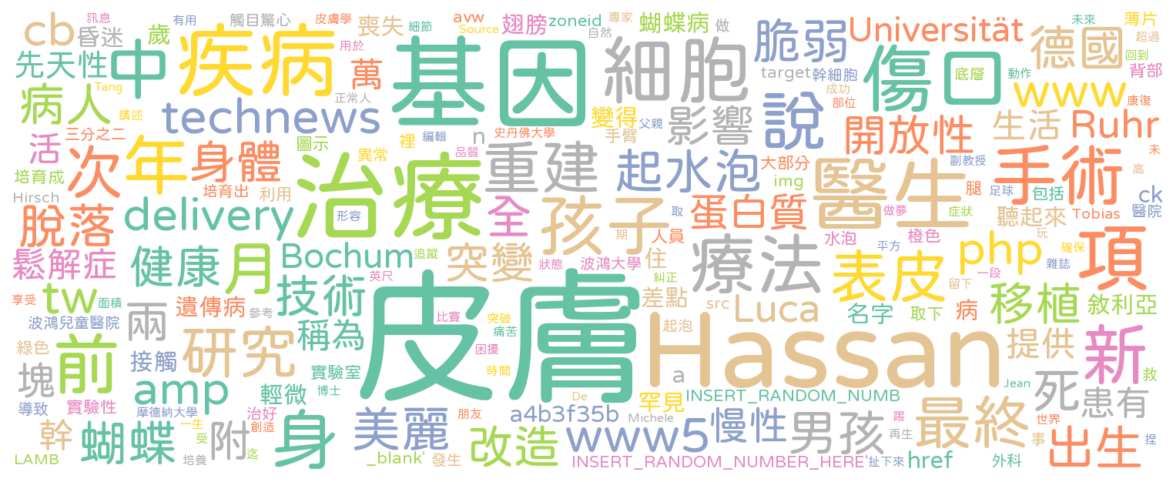 訊息 有用 觸目驚心 皮膚學 喪失 細節 avw Source 翅膀 zoneid 自然 專家 蝴蝶病 做 脆弱 Universität 未來 超過 薄片
cb 昏迷 歲 中 疾病 萬 基因 細胞 target 幹細胞 傷口 底層 德國 回到 背部
先天性 Tang 正常人 變得 成功 部位 動作 www 康復
病人 講述 technews 編輯 史丹佛大學 父親 手臂 影響 說 開放性 生活 Ruhr
活 三分之二 次 年 身體 圖示 異常 裡 品質 n 重建 起水泡 大部分 img 醫生 副教授 手術 未 高
培育成 培育出 利用 治療 腿 足球 包括 ck
Hirsch 脫落 delivery 形容 全 孩子 取 蛋白質 做夢 症狀 聽起來 Tobias 醫院
鬆解症 健康 月 Bochum 追蹤 突變 期 人員 住 療法 水泡 橙色 平方 php 玩 確保 雜誌 項
享受 tw 面積 遺傳病 技術 英尺 狀態 波鴻大學 糾正 差點 src 表皮 一段 留下 移植 敘利亞
波鴻兒童醫院 兩 參考 稱為 皮膚 比賽 突破 痛苦 起泡 Luca 名字 取下 病
綠色 前 接觸 研究 困擾 Hassan 提供 新
塊 實驗室 時間 a Jean 救
導致 實驗性 amp 輕微 博士 De 罕見 INSERT_RANDOM_NUMB 死 患有
摩德納大學 治好 創造 朋友 a4b3f35b Michele 踢 世界
幹 蝴蝶 一生 附 身 美麗 改造 www5 慢性 男孩 再生 最終 事 捏 出生
LAMB 培養 受 迄 _blank' 發生 INSERT_RANDOM_NUMBER_HERE' 扯下來 href 外科